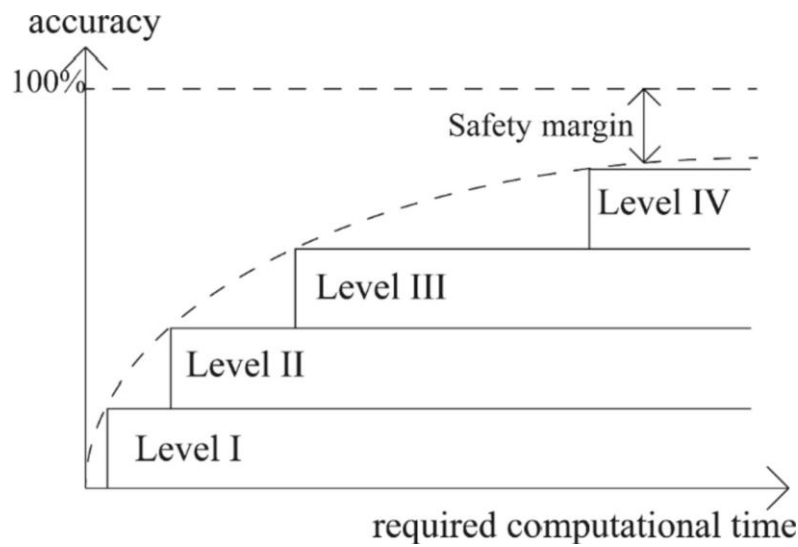 accuracy
100%
Safety margin
Level IV
Level III
Level II
Level I
required computational time